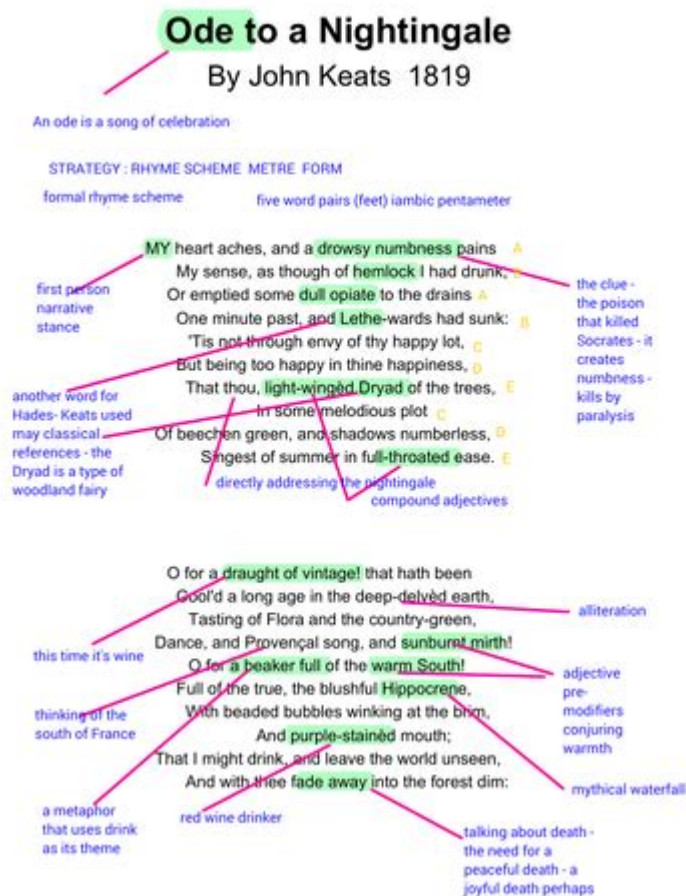 Ode to a Nightingale
By John Keats 1819
An ode is a song of celebration
STRATEGY : RHYME SCHEME METRE FORM
formal rhyme scheme
five word pairs (feet) iambic pentameter
MY heart aches, and a drowsy numbness pains A
My sense, as though of hemlock I had drunk, B
Or emptied some dull opiate to the drains A
One minute past, and Lethe-wards had sunk: B
'Tis not through envy of thy happy lot, C
But being too happy in thine happiness, D
That thou, light-wingèd Dryad of the trees, E
In some melodious plot C
Of beechen green, and shadows numberless, D
Singest of summer in full-throated ease. E
first person
narrative
stance
the clue -
the poison
that killed
Socrates - it
creates
numbness -
kills by
paralysis
another word for
Hades- Keats used
may classical
references - the
Dryad is a type of
woodland fairy
directly addressing the nightingale
compound adjectives
O for a draught of vintage! that hath been
Cool'd a long age in the deep-delvèd earth,
Tasting of Flora and the country-green,
Dance, and Provençal song, and sunburnt mirth!
O for a beaker full of the warm South!
Full of the true, the blushful Hippocrene,
With beaded bubbles winking at the brim,
And purple-stainèd mouth;
That I might drink, and leave the world unseen,
And with thee fade away into the forest dim:
alliteration
this time it's wine
adjective
pre-
modifiers
conjuring
warmth
thinking of the
south of France
mythical waterfall
a metaphor
that uses drink
as its theme
red wine drinker
talking about death -
the need for a
peaceful death - a
joyful death perhaps